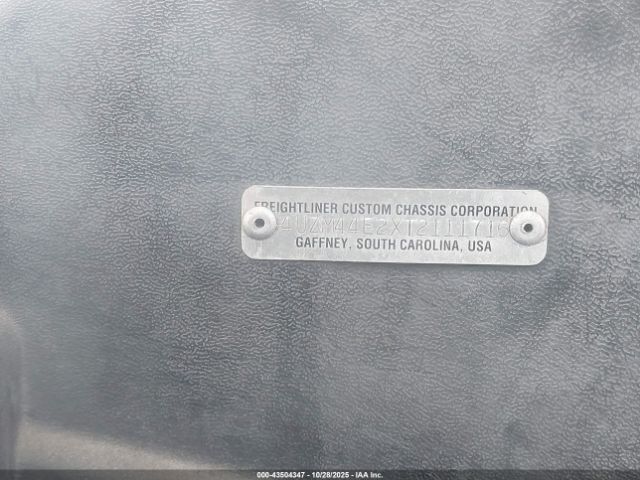 FREIGHTLINER CUSTOM CHASSIS CORPORATION
4UZM44E2XT2111716
GAFFNEY, SOUTH CAROLINA, USA
000-43504347 | 10/28/2025 | IAA Inc.